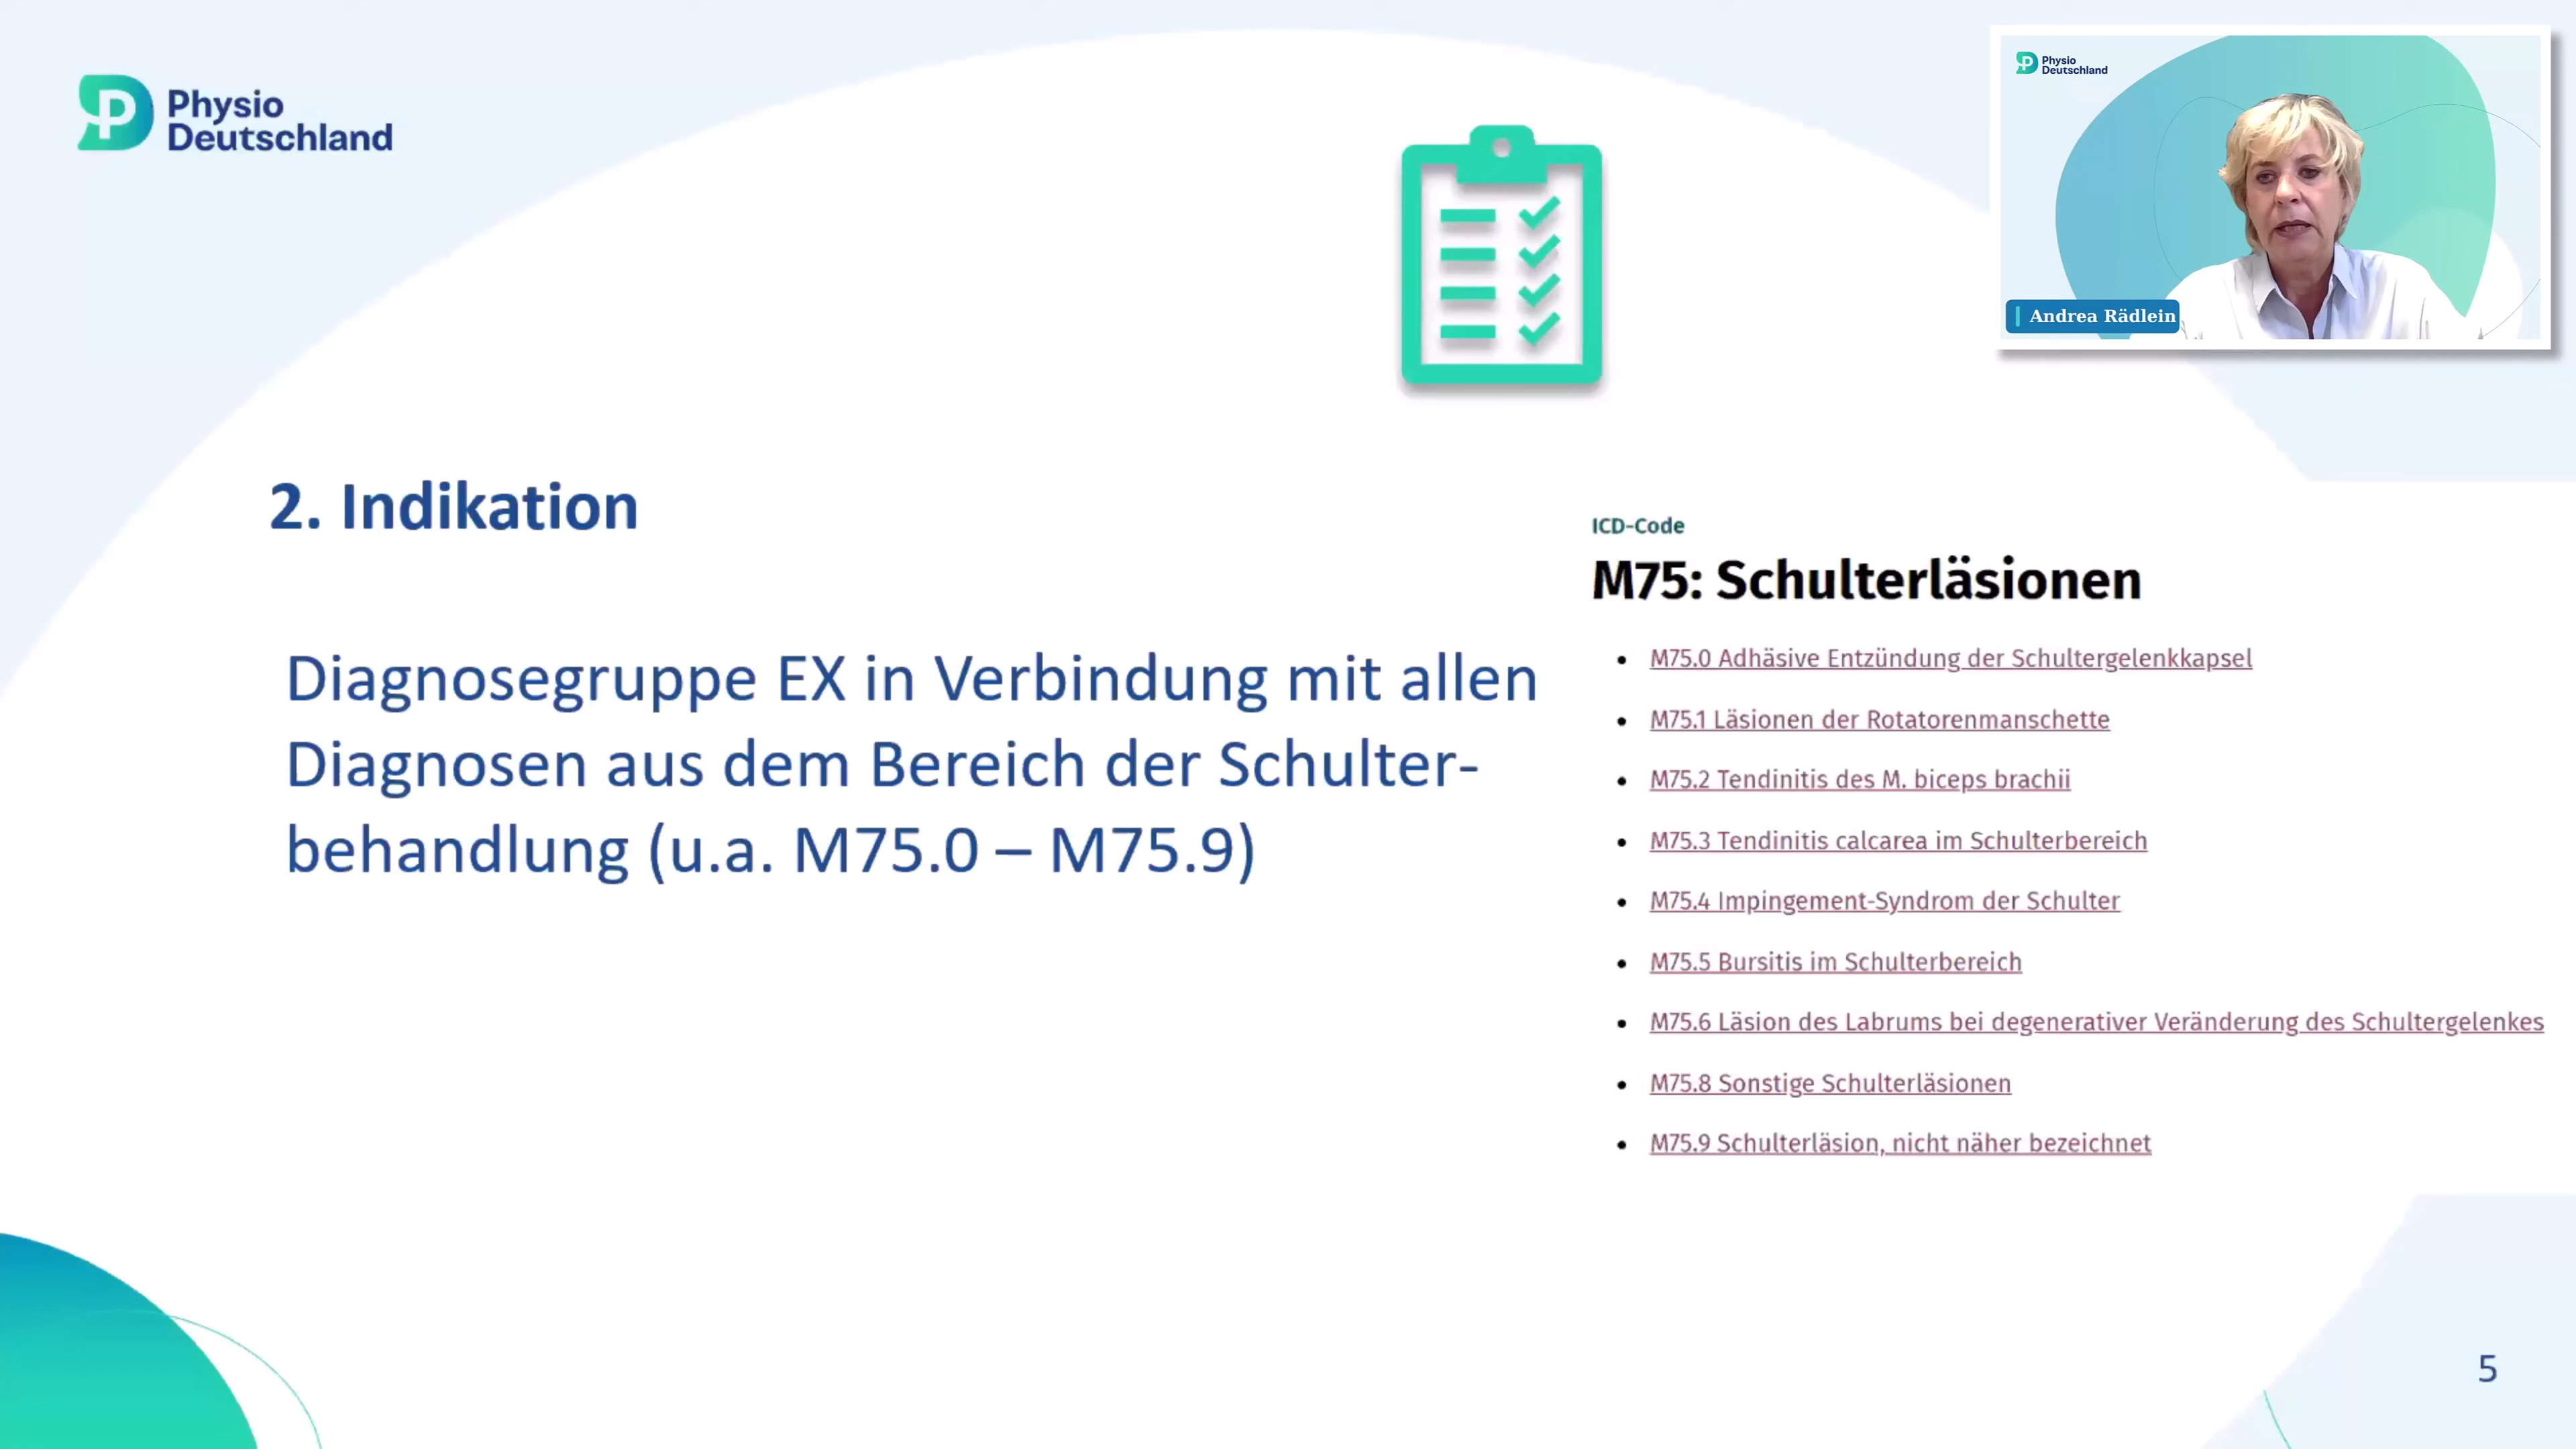 Physio
Deutschland
Physio
Deutschland
Andrea Rädlein
2. Indikation
Diagnosegruppe EX in Verbindung mit allen
Diagnosen aus dem Bereich der Schulter-
behandlung (u.a. M75.0 – M75.9)
ICD-Code
M75: Schulterläsionen
• M75.0 Adhäsive Entzündung der Schultergelenkkapsel
• M75.1 Läsionen der Rotatorenmanschette
• M75.2 Tendinitis des M. biceps brachii
• M75.3 Tendinitis calcarea im Schulterbereich
• M75.4 Impingement-Syndrom der Schulter
• M75.5 Bursitis im Schulterbereich
• M75.6 Läsion des Labrums bei degenerativer Veränderung des Schultergelenkes
• M75.8 Sonstige Schulterläsionen
• M75.9 Schulterläsion, nicht näher bezeichnet
5